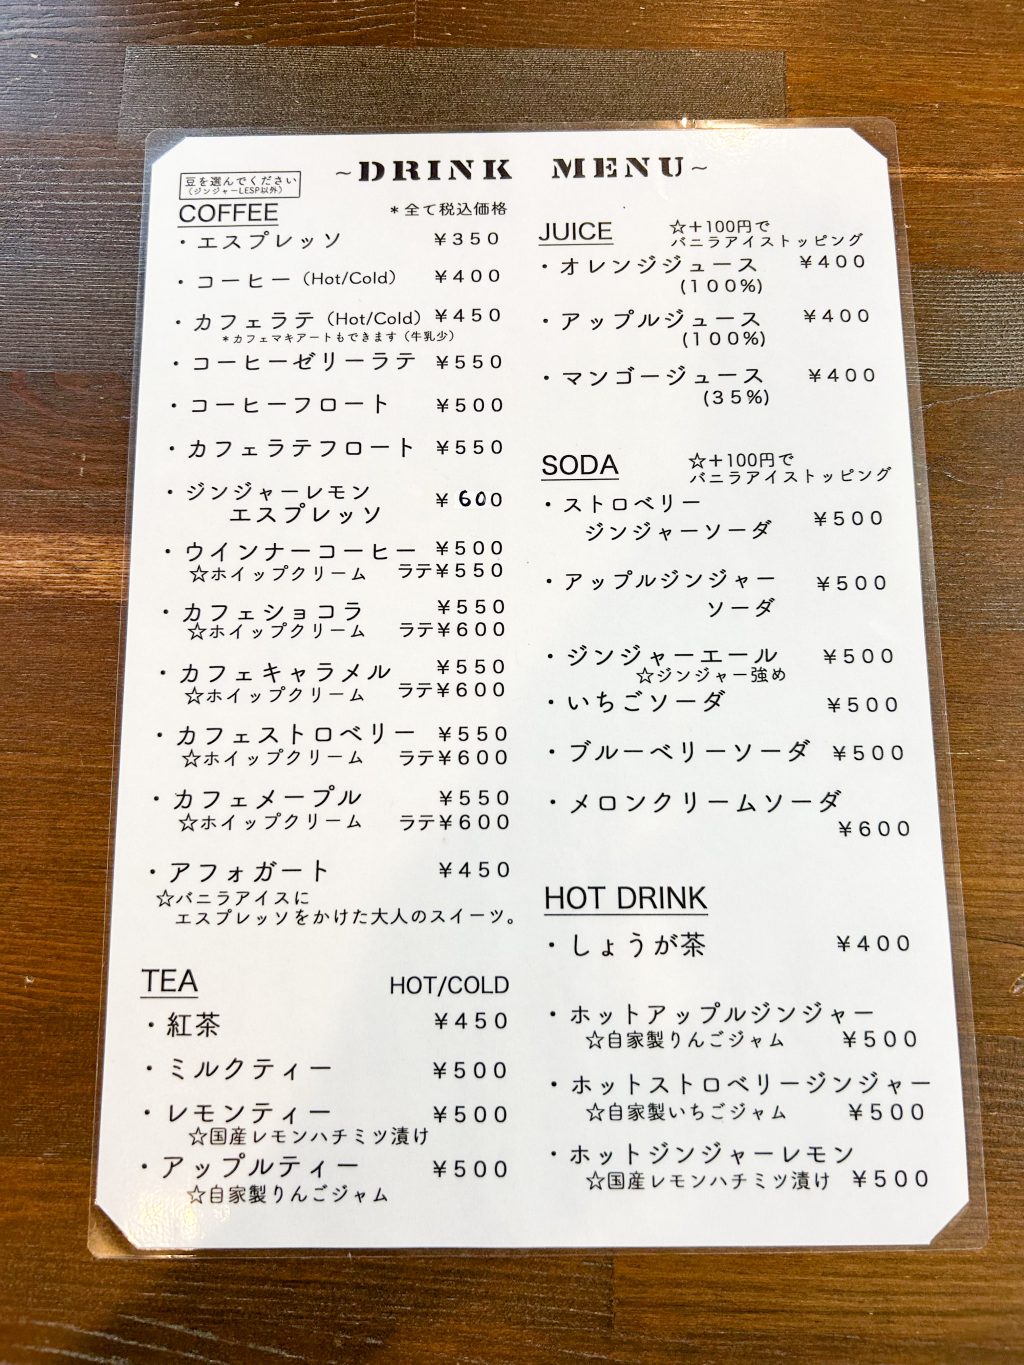 ~DRINK MENU~
豆を選んでください
(ジンジャーLESP以外)
COFFEE
*全て税込価格
・エスプレッソ ¥350
・コーヒー(Hot/Cold) ¥400
・カフェラテ(Hot/Cold) ¥450
*カフェマキアートもできます(牛乳少)
・コーヒーゼリーラテ ¥550
・コーヒーフロート ¥500
・カフェラテフロート ¥550
・ジンジャーレモン
エスプレッソ ¥600
・ウインナーコーヒー ¥500
☆ホイップクリーム ラテ¥550
・カフェショコラ ¥550
☆ホイップクリーム ラテ¥600
・カフェキャラメル ¥550
☆ホイップクリーム ラテ¥600
・カフェストロベリー ¥550
☆ホイップクリーム ラテ¥600
・カフェメープル ¥550
☆ホイップクリーム ラテ¥600
・アフォガート ¥450
☆バニラアイスに
エスプレッソをかけた大人のスイーツ。
TEA HOT/COLD
・紅茶 ¥450
・ミルクティー ¥500
・レモンティー ¥500
☆国産レモンハチミツ漬け
・アップルティー ¥500
☆自家製りんごジャム
JUICE
☆+100円で
バニラアイストッピング
・オレンジジュース ¥400
(100%)
・アップルジュース ¥400
(100%)
・マンゴージュース ¥400
(35%)
SODA
☆+100円で
バニラアイストッピング
・ストロベリー
ジンジャーソーダ ¥500
・アップルジンジャー ¥500
ソーダ
・ジンジャーエール ¥500
☆ジンジャー強め
・いちごソーダ ¥500
・ブルーベリーソーダ ¥500
・メロンクリームソーダ
¥600
HOT DRINK
・しょうが茶 ¥400
・ホットアップルジンジャー
☆自家製りんごジャム ¥500
・ホットストロベリージンジャー
☆自家製いちごジャム ¥500
・ホットジンジャーレモン
☆国産レモンハチミツ漬け ¥500